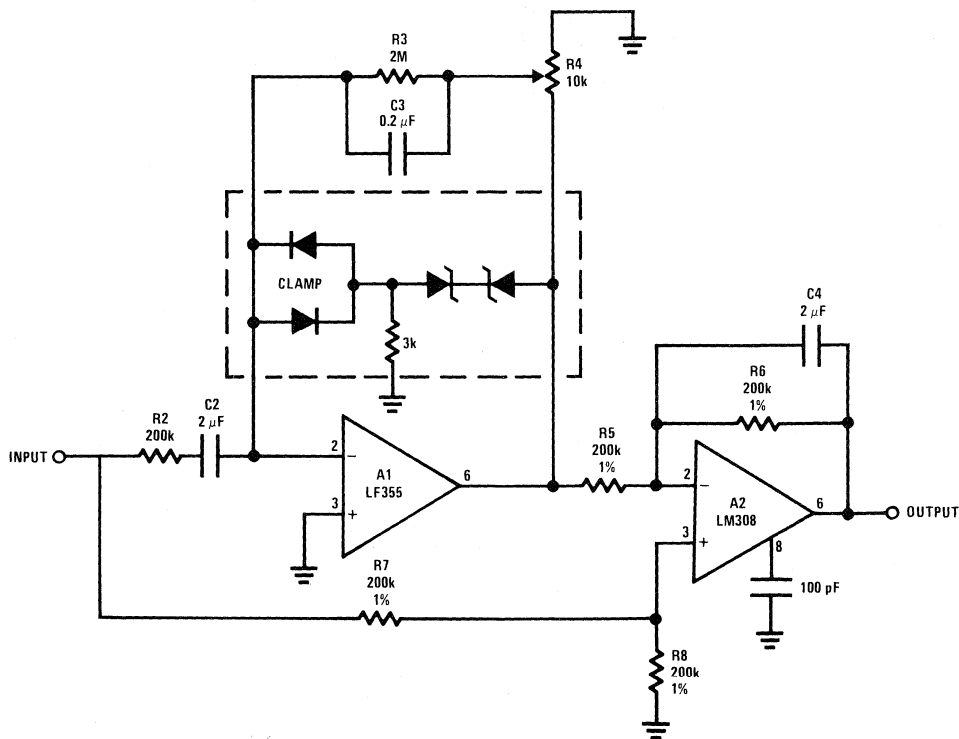 R3
2M
C3
0.2 μF
R4
10k
CLAMP
3k
C4
2 μF
R6
200k
1%
R2
200k
C2
2 μF
INPUT
2
−
A1
LF355
6
3
+
R5
200k
1%
2
−
A2
LM308
6
OUTPUT
3
+
8
100 pF
R7
200k
1%
R8
200k
1%